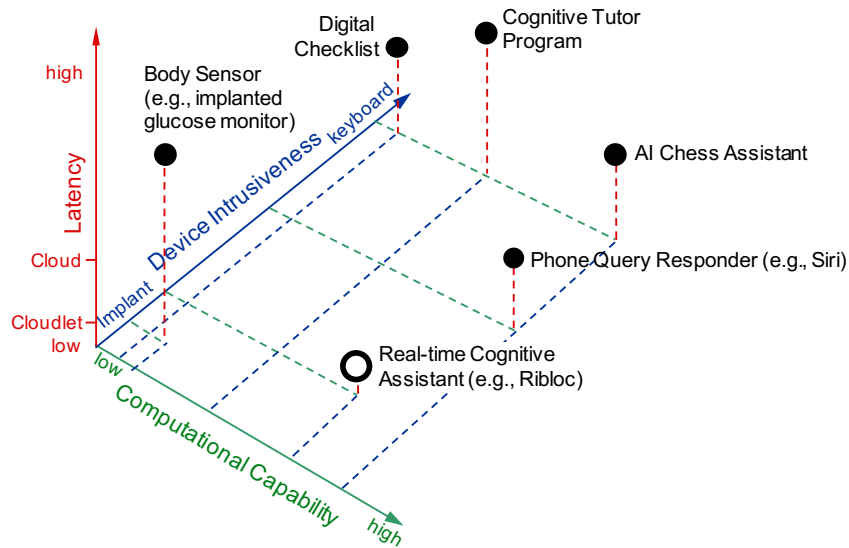 Digital
Checklist
Cognitive Tutor
Program
high
Body Sensor
(e.g., implanted
glucose monitor)
keyboard
AI Chess Assistant
Latency
Device Intrusiveness
Cloud
Phone Query Responder (e.g., Siri)
Implant
Cloudlet
low
low
Real-time Cognitive
Assistant (e.g., Ribloc)
Computational Capability
high